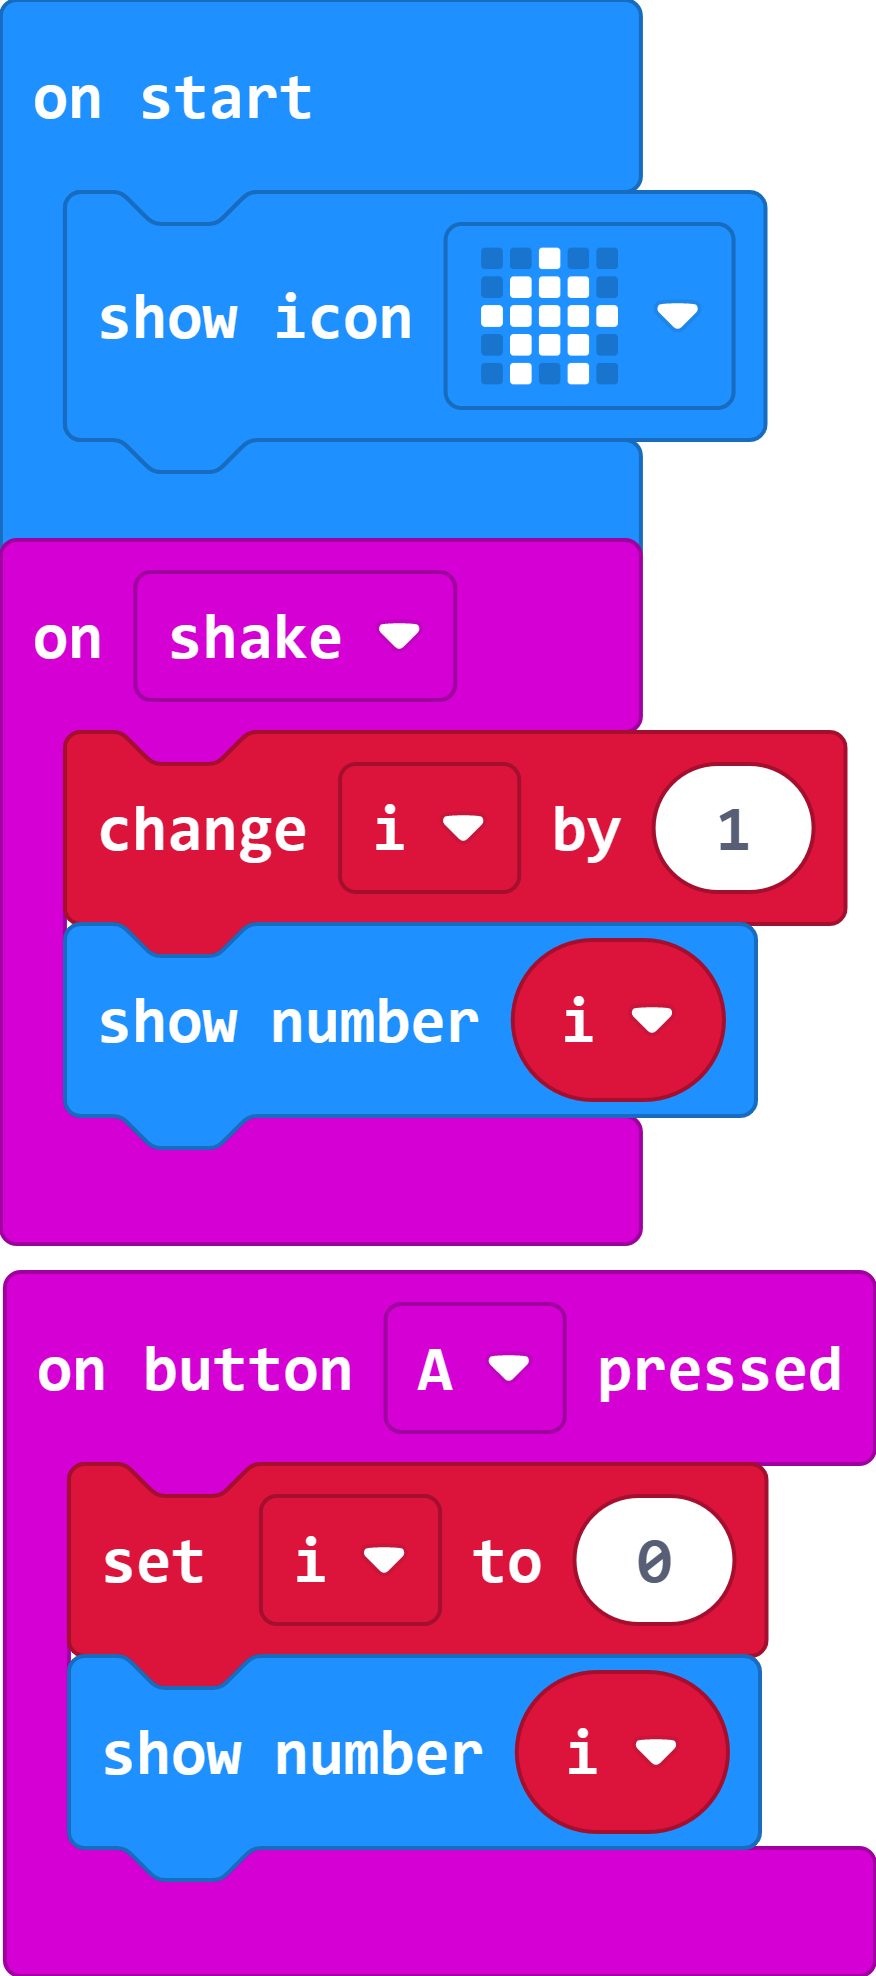 on start
show icon
on shake
change i by 1
show number i
on button A pressed
set i to 0
show number i